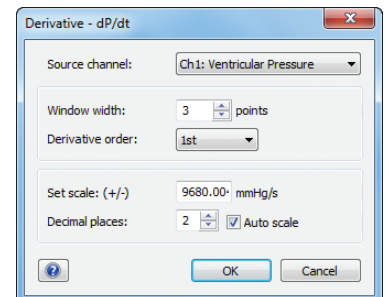 Derivative - dP/dt
Source channel: Ch1: Ventricular Pressure
Window width: 3 points
Derivative order: 1st
Set scale: (+/-) 9680.00 mmHg/s
Decimal places: 2 Auto scale
OK Cancel